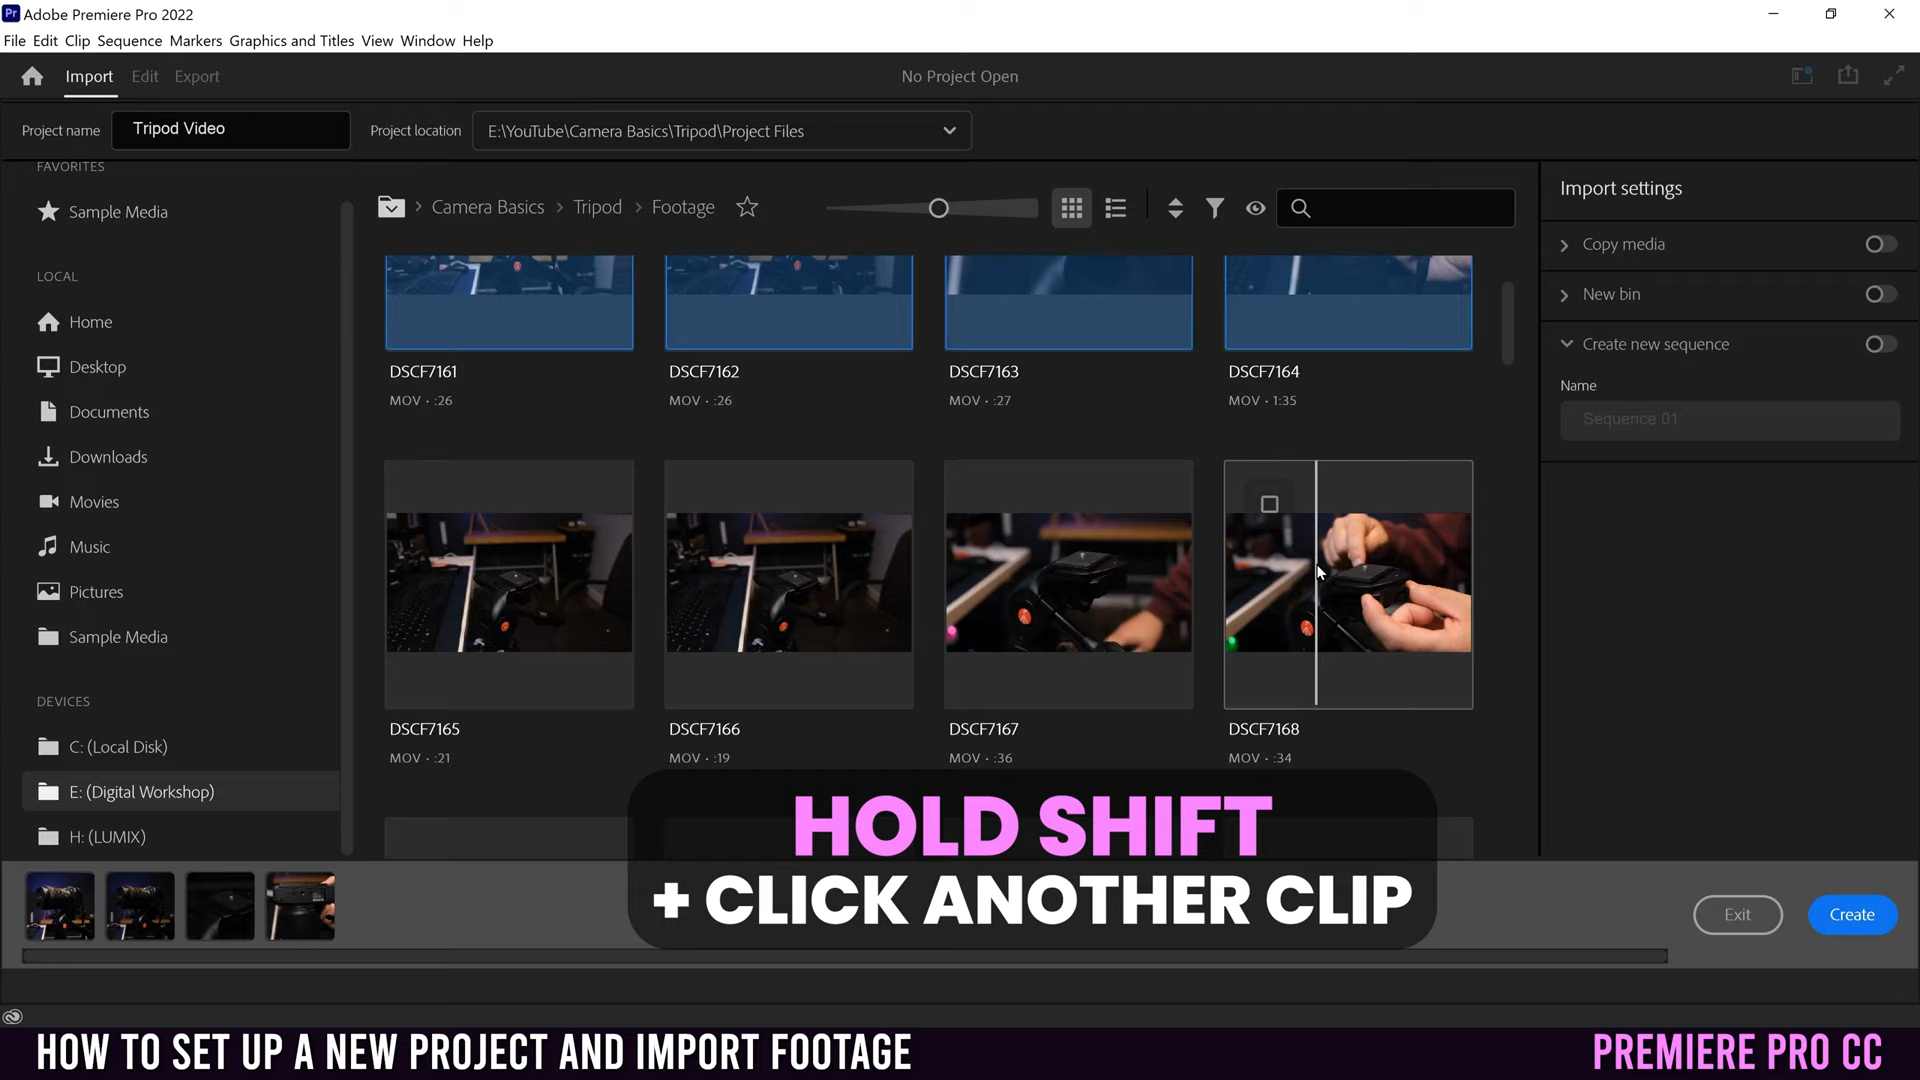 Pr Adobe Premiere Pro 2022
File Edit Clip Sequence Markers Graphics and Titles View Window Help
Import Edit Export
No Project Open
Project name
Tripod Video
Project location
E:\YouTube\Camera Basics\Tripod\Project Files
FAVORITES
Sample Media
LOCAL
Home
Desktop
Documents
Downloads
Movies
Music
Pictures
Sample Media
DEVICES
C: (Local Disk)
E: (Digital Workshop)
H: (LUMIX)
Camera Basics
Tripod
Footage
DSCF7161
MOV • :26
DSCF7162
MOV • :26
DSCF7163
MOV • :27
DSCF7164
MOV • 1:35
DSCF7165
MOV • :21
DSCF7166
MOV • :19
DSCF7167
MOV • :36
DSCF7168
MOV • :34
Import settings
Copy media
New bin
Create new sequence
Name
Sequence 01
HOLD SHIFT
+ CLICK ANOTHER CLIP
Exit
Create
HOW TO SET UP A NEW PROJECT AND IMPORT FOOTAGE
PREMIERE PRO CC